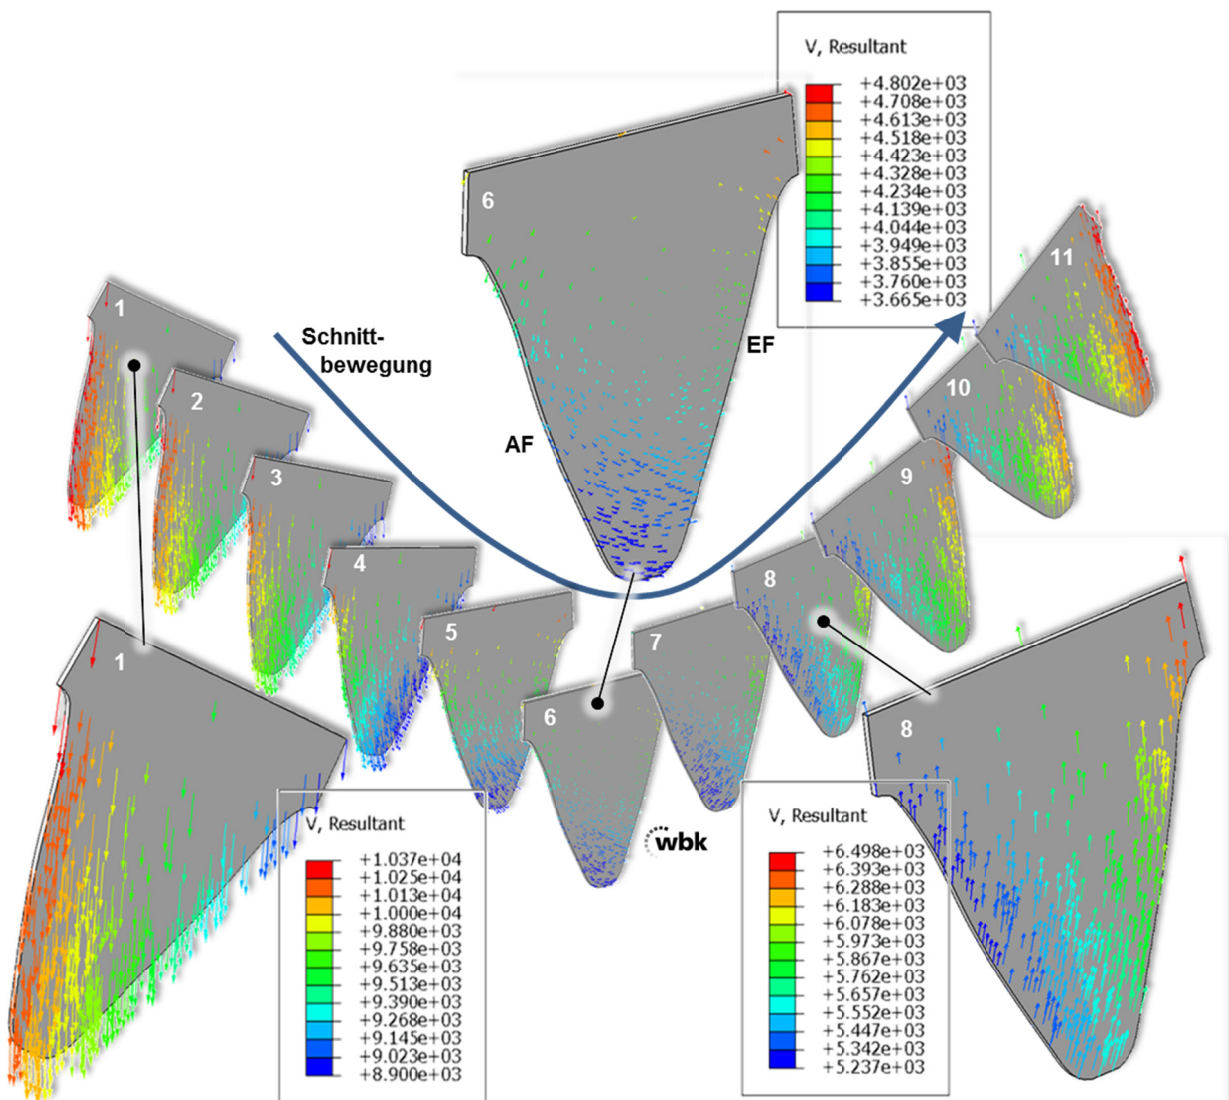 V, Resultant
+4.802e+03
+4.708e+03
+4.613e+03
+4.518e+03
+4.423e+03
+4.328e+03
+4.234e+03
+4.139e+03
+4.044e+03
+3.949e+03
+3.855e+03
+3.760e+03
+3.665e+03
6
EF
AF
Schnitt-
bewegung
1
2
3
4
5
6
7
8
9
10
11
1
8
wbk
V, Resultant
+1.037e+04
+1.025e+04
+1.013e+04
+1.000e+04
+9.880e+03
+9.758e+03
+9.635e+03
+9.513e+03
+9.390e+03
+9.268e+03
+9.145e+03
+9.023e+03
+8.900e+03
V, Resultant
+6.498e+03
+6.393e+03
+6.288e+03
+6.183e+03
+6.078e+03
+5.973e+03
+5.867e+03
+5.762e+03
+5.657e+03
+5.552e+03
+5.447e+03
+5.342e+03
+5.237e+03